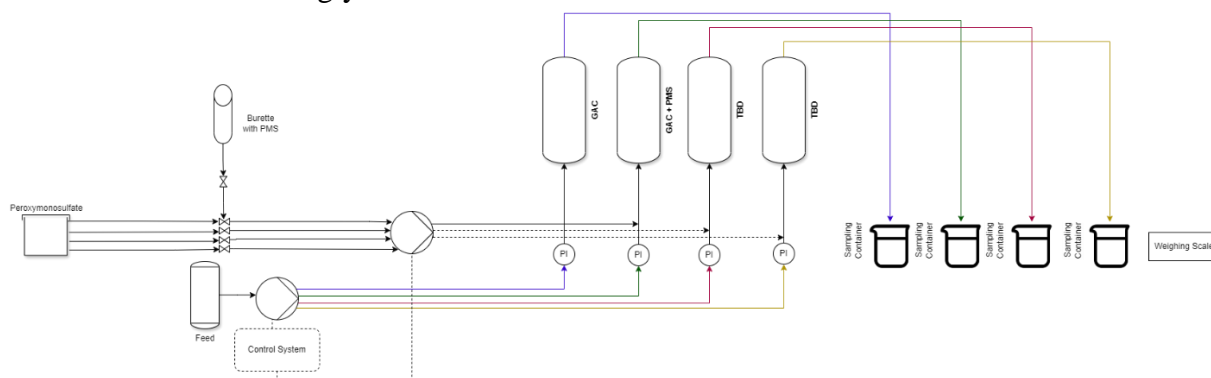 Burette
with PMS
Peroxymonosulfate
GAC
GAC + PMS
TBD
TBD
PI
PI
PI
PI
Sampling
Container
Sampling
Container
Sampling
Container
Sampling
Container
Weighing Scale
Feed
Control System